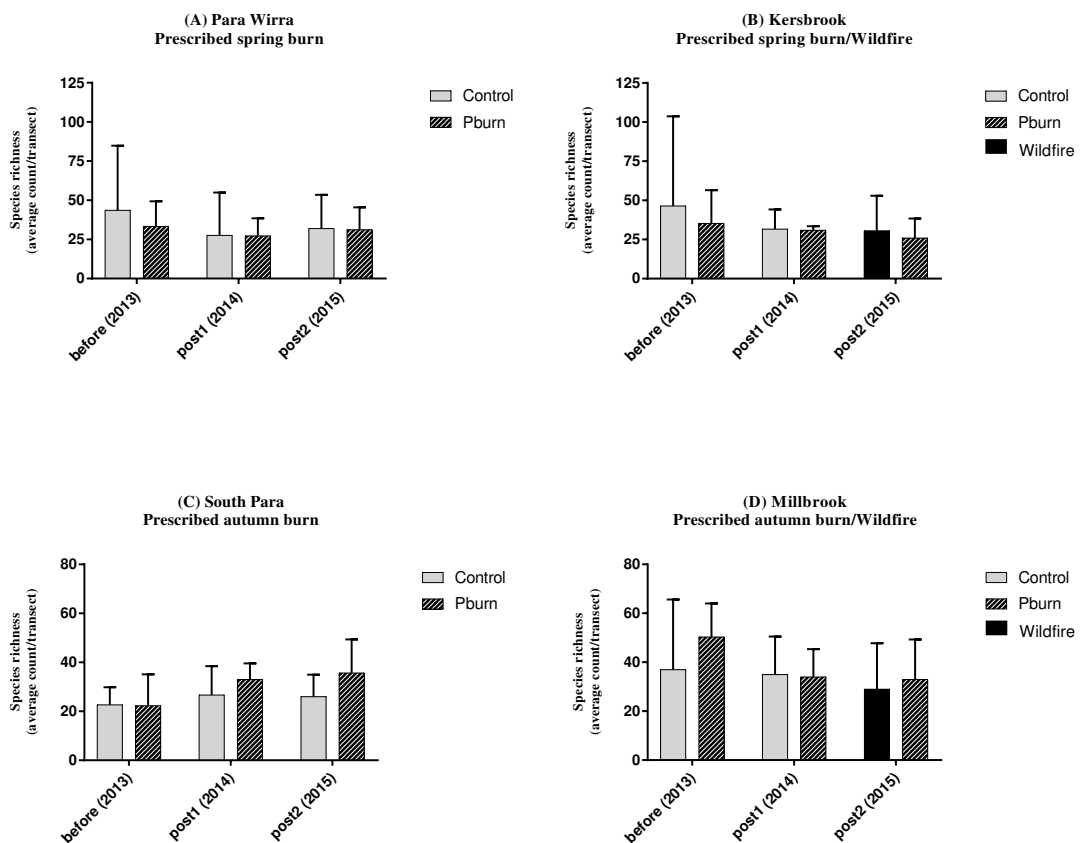 (A) Para Wirra
Prescribed spring burn
Species richness
(average count/transect)
125
100
75
50
25
0
before (2013)
post1 (2014)
post2 (2015)
Control
Pburn
(B) Kersbrook
Prescribed spring burn/Wildfire
Species richness
(average count/transect)
125
100
75
50
25
0
before (2013)
post1 (2014)
post2 (2015)
Control
Pburn
Wildfire
(C) South Para
Prescribed autumn burn
Species richness
(average count/transect)
80
60
40
20
0
before (2013)
post1 (2014)
post2 (2015)
Control
Pburn
(D) Millbrook
Prescribed autumn burn/Wildfire
Species richness
(average count/transect)
80
60
40
20
0
before (2013)
post1 (2014)
post2 (2015)
Control
Pburn
Wildfire